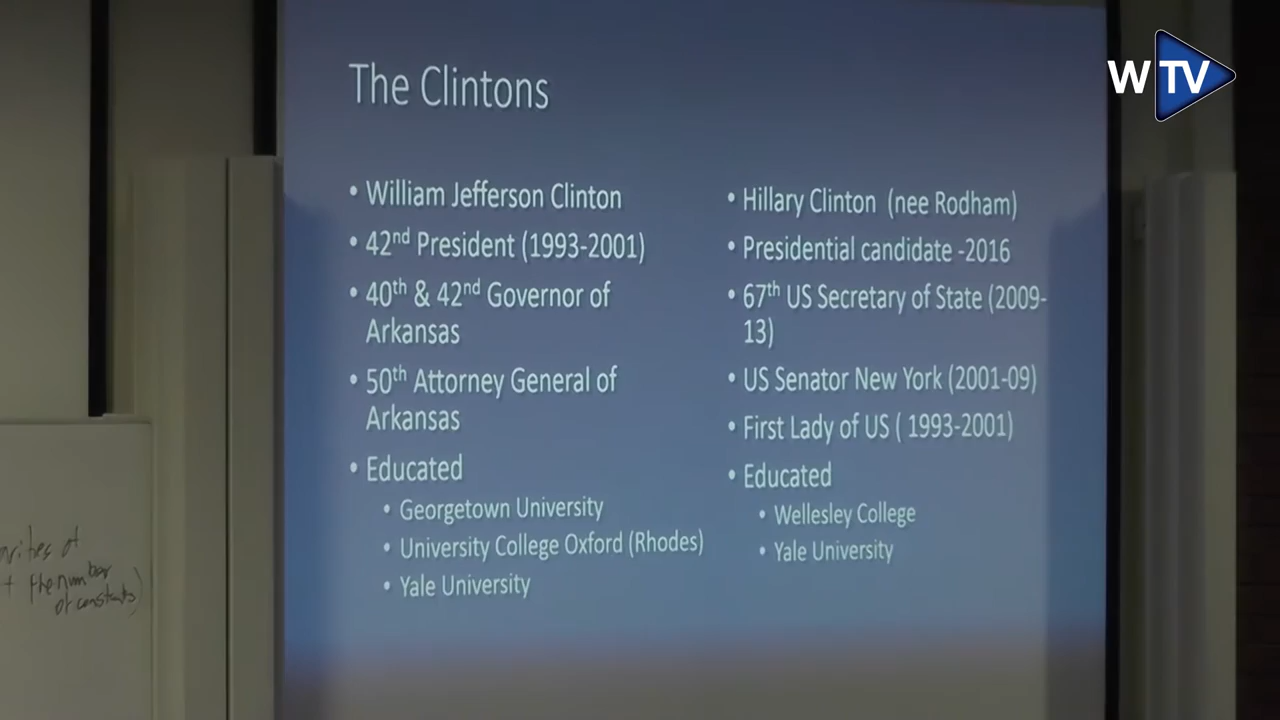 W TV
The Clintons
• William Jefferson Clinton
• 42nd President (1993-2001)
• 40th & 42nd Governor of
Arkansas
• 50th Attorney General of
Arkansas
• Educated
• Georgetown University
• University College Oxford (Rhodes)
• Yale University
• Hillary Clinton (nee Rodham)
• Presidential candidate -2016
• 67th US Secretary of State (2009-
13)
• US Senator New York (2001-09)
• First Lady of US ( 1993-2001)
• Educated
• Wellesley College
• Yale University
of
the number
of constraints)